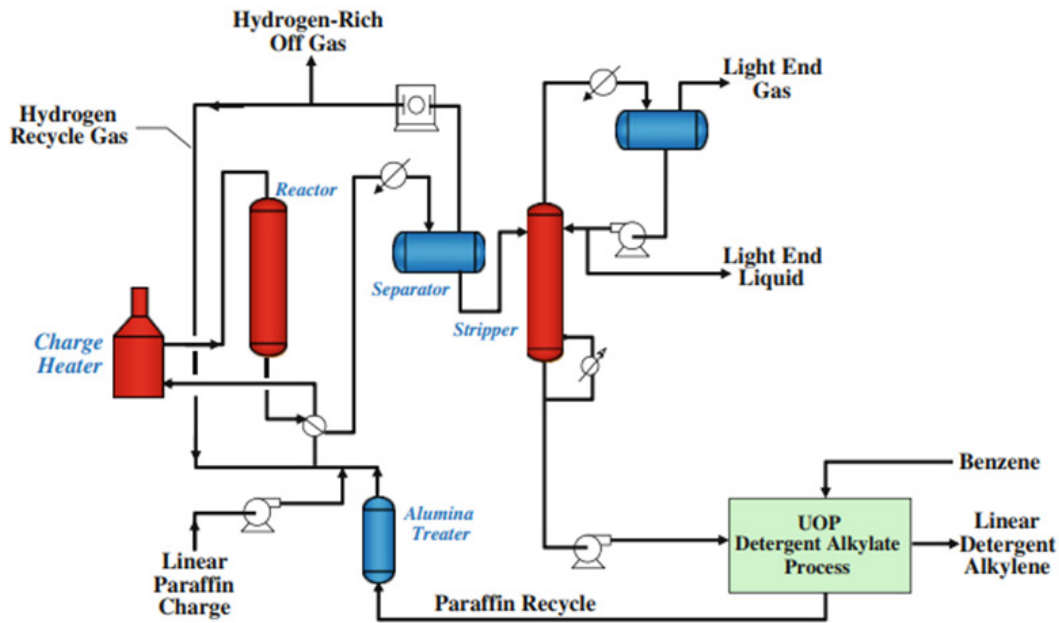 Hydrogen-Rich
Off Gas
Light End
Gas
Hydrogen
Recycle Gas
Reactor
Separator
Light End
Liquid
Stripper
Charge
Heater
Benzene
Alumina
Treater
UOP
Detergent Alkylate
Process
Linear
Detergent
Alkylene
Linear
Paraffin
Charge
Paraffin Recycle